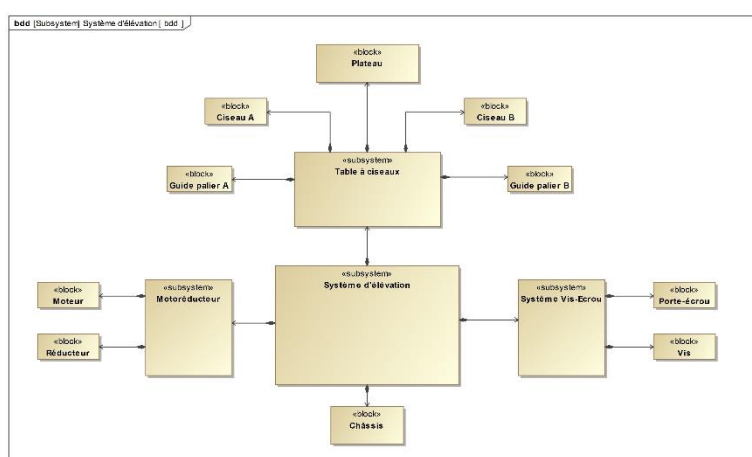 bdd [Subsystem] Système d'élévation [ bdd ]
«block»
Plateau
«block»
Ciseau A
«block»
Ciseau B
«subsystem»
Table à ciseaux
«block»
Guide palier A
«block»
Guide palier B
«subsystem»
Système d'élévation
«block»
Moteur
«subsystem»
Motoréducteur
«subsystem»
Système Vis-Ecrou
«block»
Porte-écrou
«block»
Réducteur
«block»
Vis
«block»
Châssis